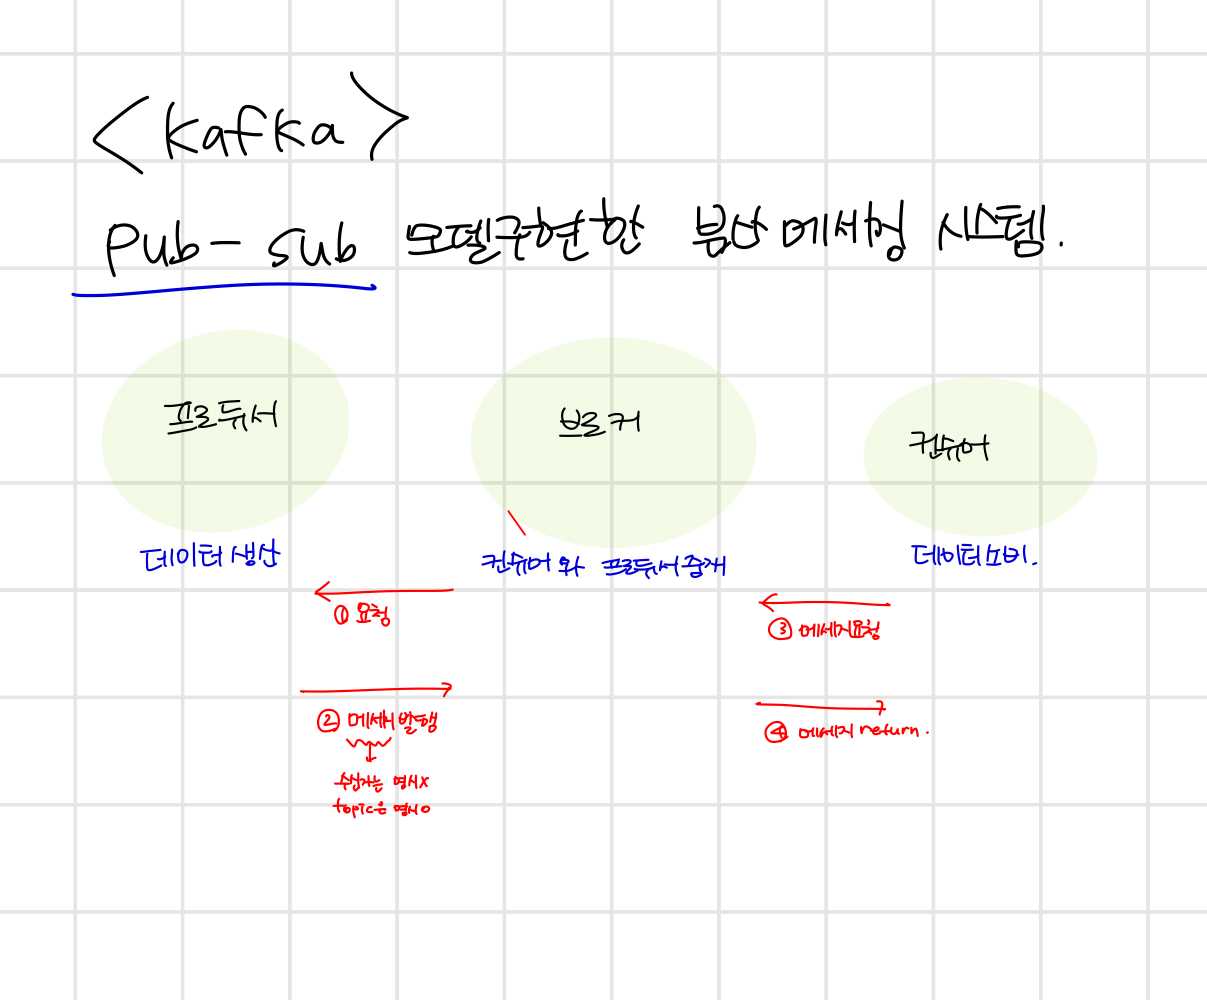 <Kafka>
Pub-sub 모델구현한 분산 메세징 시스템.
프로듀서
브로커
컨슈머
데이터 생산
컨슈머와 프로듀서 중개
데이터 소비.
① 요청
③ 메세지 요청
② 메세지 발행
④ 메세지 return.
수신자는 명시X
topic은 명시O